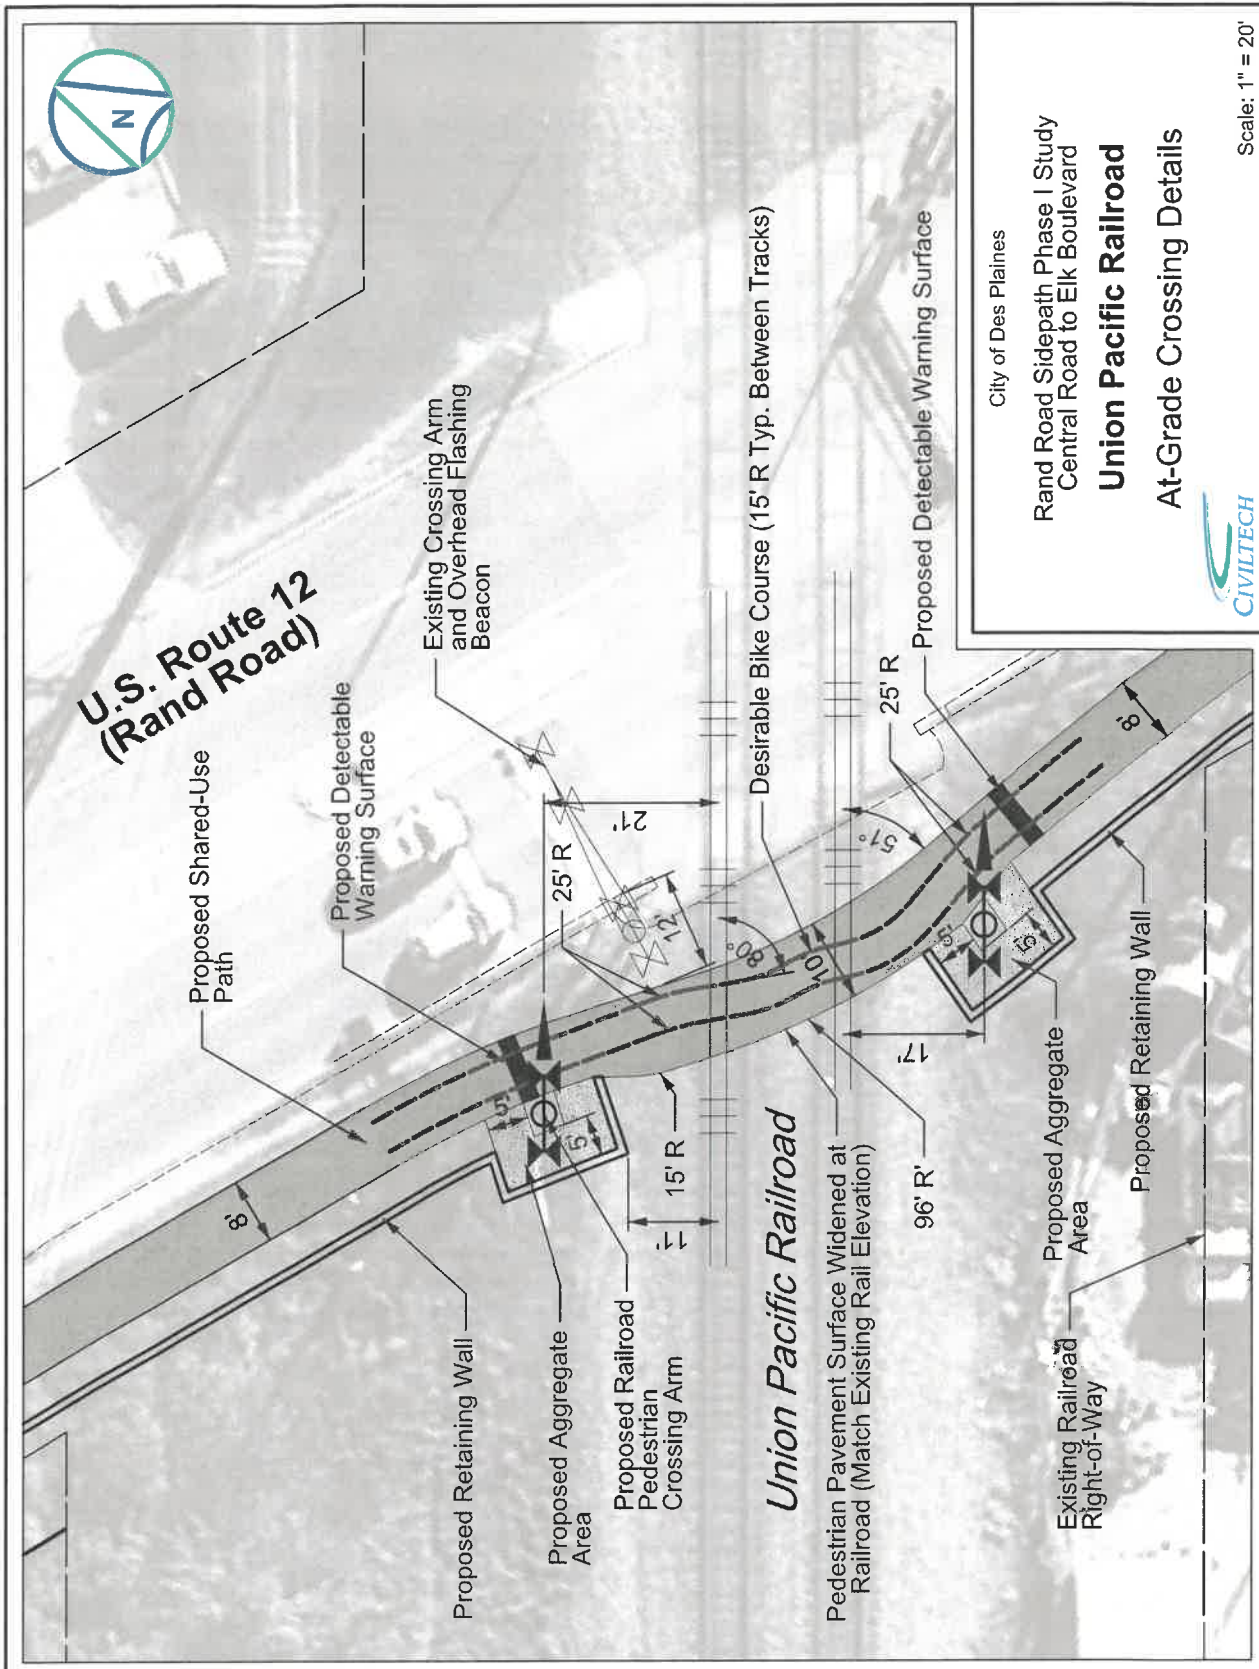 N
U.S. Route 12
(Rand Road)
Proposed Shared-Use
Path
Proposed Detectable
Warning Surface
Existing Crossing Arm
and Overhead Flashing
Beacon
Proposed Retaining Wall
Proposed Aggregate
Area
Proposed Railroad
Pedestrian
Crossing Arm
8'
5'
5'
25' R
21'
12'
11'
15' R
80°
10'
Desirable Bike Course (15' R Typ. Between Tracks)
Union Pacific Railroad
Pedestrian Pavement Surface Widened at
Railroad (Match Existing Rail Elevation)
96' R'
17'
51°
25' R
Proposed Detectable Warning Surface
5'
5'
8'
Existing Railroad
Right-of-Way
Proposed Aggregate
Area
Proposed Retaining Wall
City of Des Plaines
Rand Road Sidepath Phase I Study
Central Road to Elk Boulevard
Union Pacific Railroad
At-Grade Crossing Details
CIVILTECH
Scale: 1" = 20'